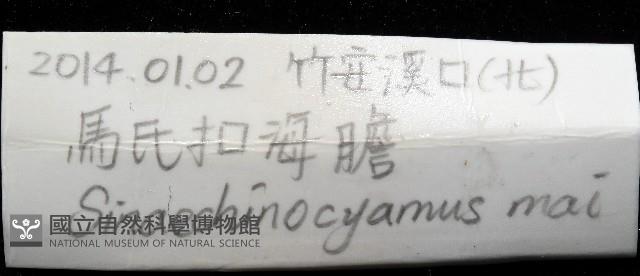 2014.01.02 竹安溪口(北)
馬氏扣海膽
Sinaechinocyamus mai
國立自然科學博物館
NATIONAL MUSEUM OF NATURAL SCIENCE